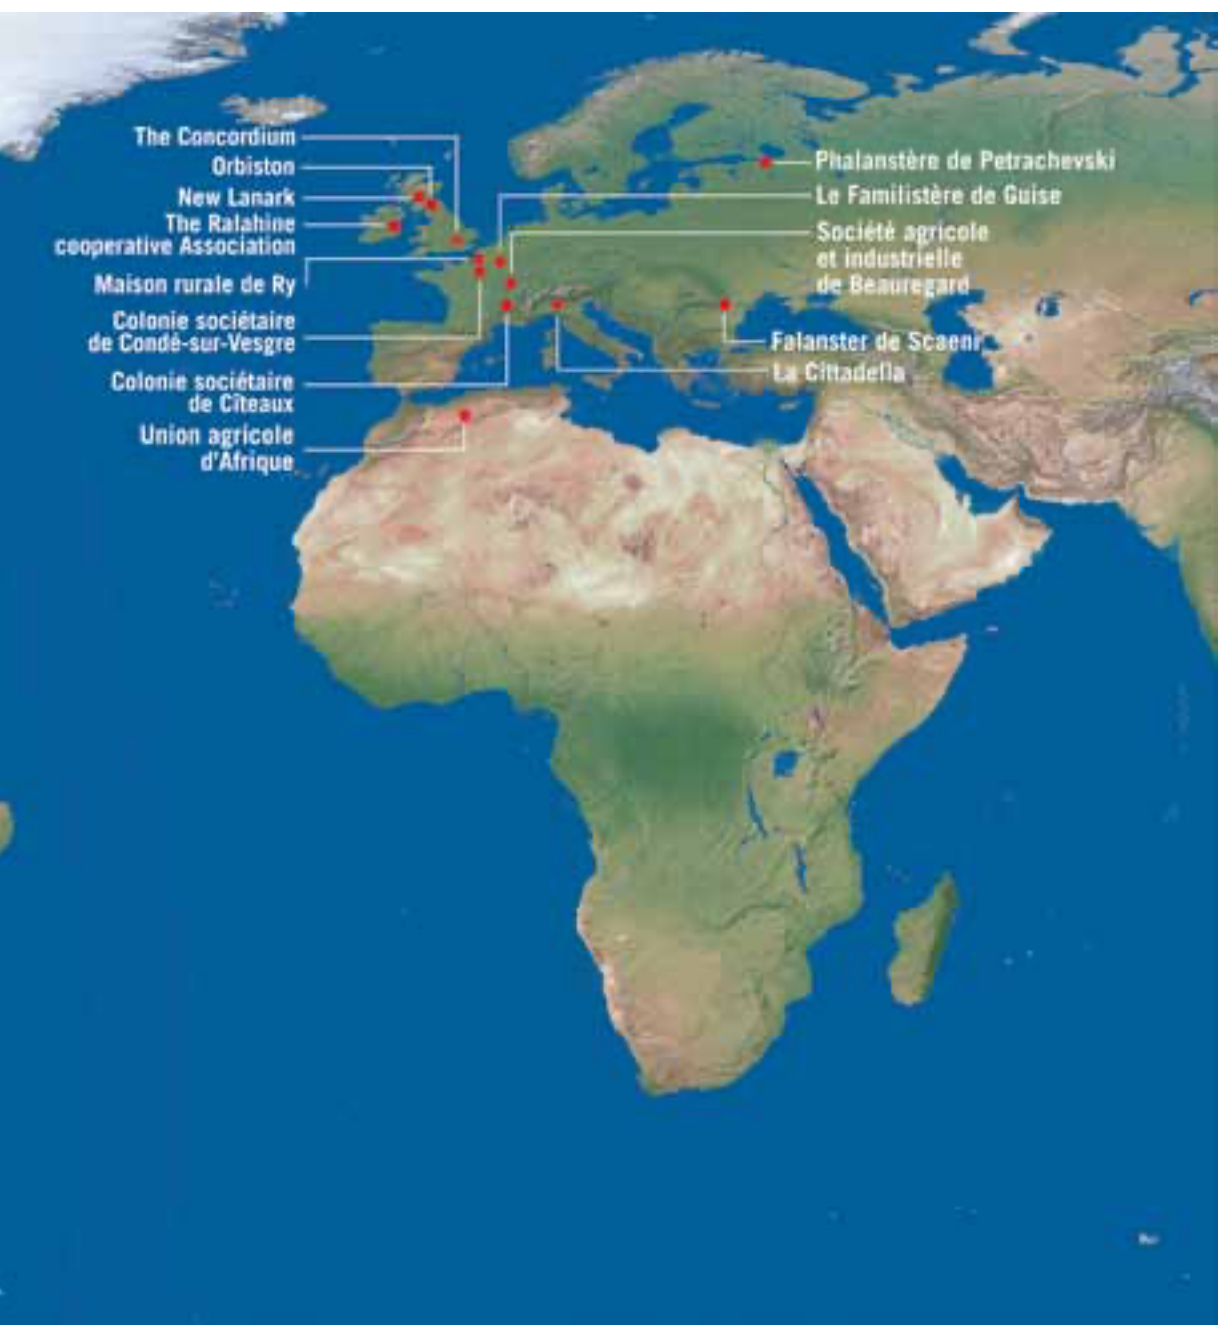 The Concordium
Orbiston
New Lanark
The Ralahine
cooperative Association
Maison rurale de Ry
Colonie sociétaire
de Condé-sur-Vesgre
Colonie sociétaire
de Cîteaux
Union agricole
d'Afrique
Phalanstère de Petrachevski
Le Familistère de Guise
Société agricole
et industrielle
de Beauregard
Falanster de Scaeni
La Cittadella